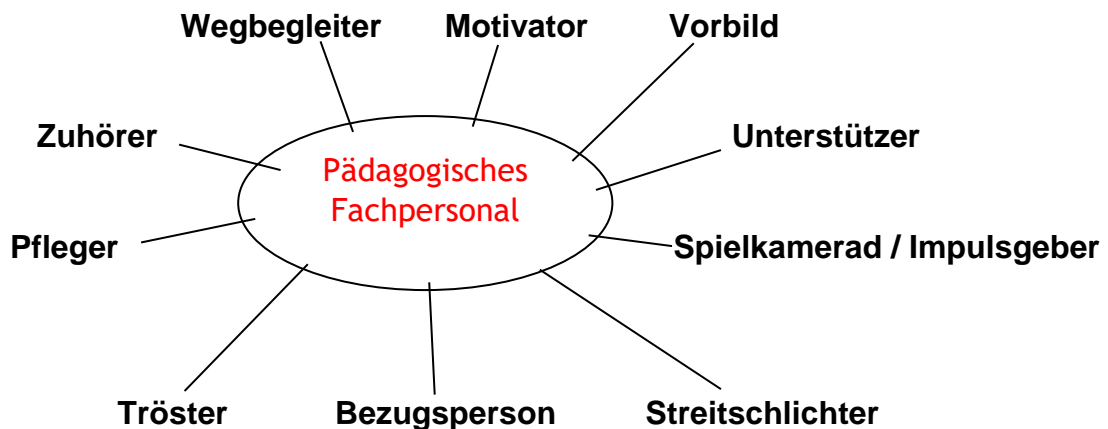 Wegbegleiter Motivator Vorbild
Zuhörer Unterstützer
Pädagogisches
Fachpersonal
Pfleger Spielkamerad / Impulsgeber
Tröster Bezugsperson Streitschlichter